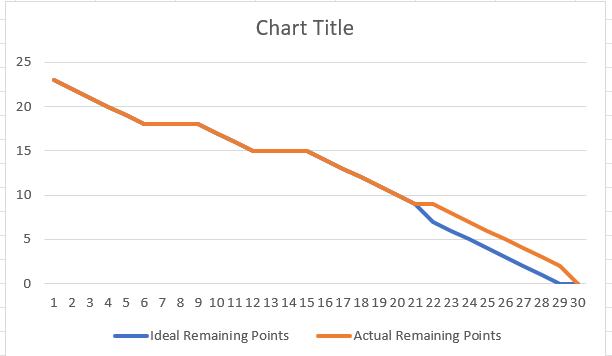 Chart Title
25
20
15
10
5
0
1 2 3 4 5 6 7 8 9 10 11 12 13 14 15 16 17 18 19 20 21 22 23 24 25 26 27 28 29 30
Ideal Remaining Points Actual Remaining Points